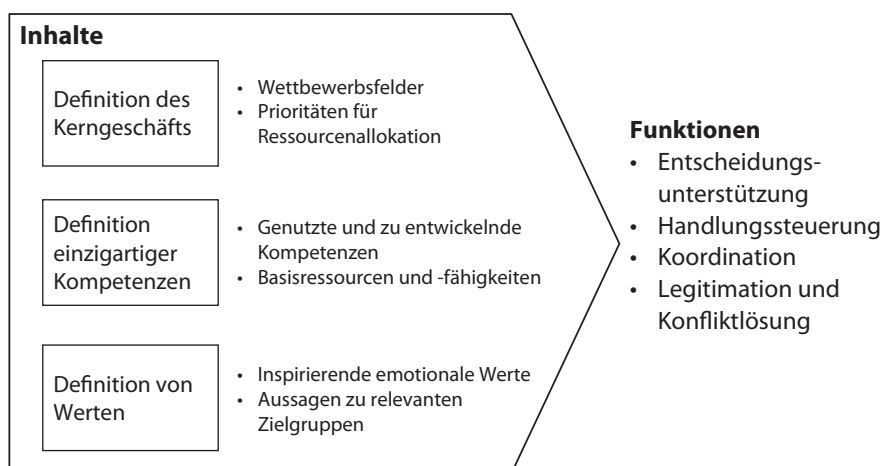 Inhalte
Definition des
Kerngeschäfts
• Wettbewerbsfelder
• Prioritäten für
Ressourcenallokation
Definition
einzigartiger
Kompetenzen
• Genutzte und zu entwickelnde
Kompetenzen
• Basisressourcen und -fähigkeiten
Definition von
Werten
• Inspirierende emotionale Werte
• Aussagen zu relevanten
Zielgruppen
Funktionen
• Entscheidungs-
unterstützung
• Handlungssteuerung
• Koordination
• Legitimation und
Konfliktlösung